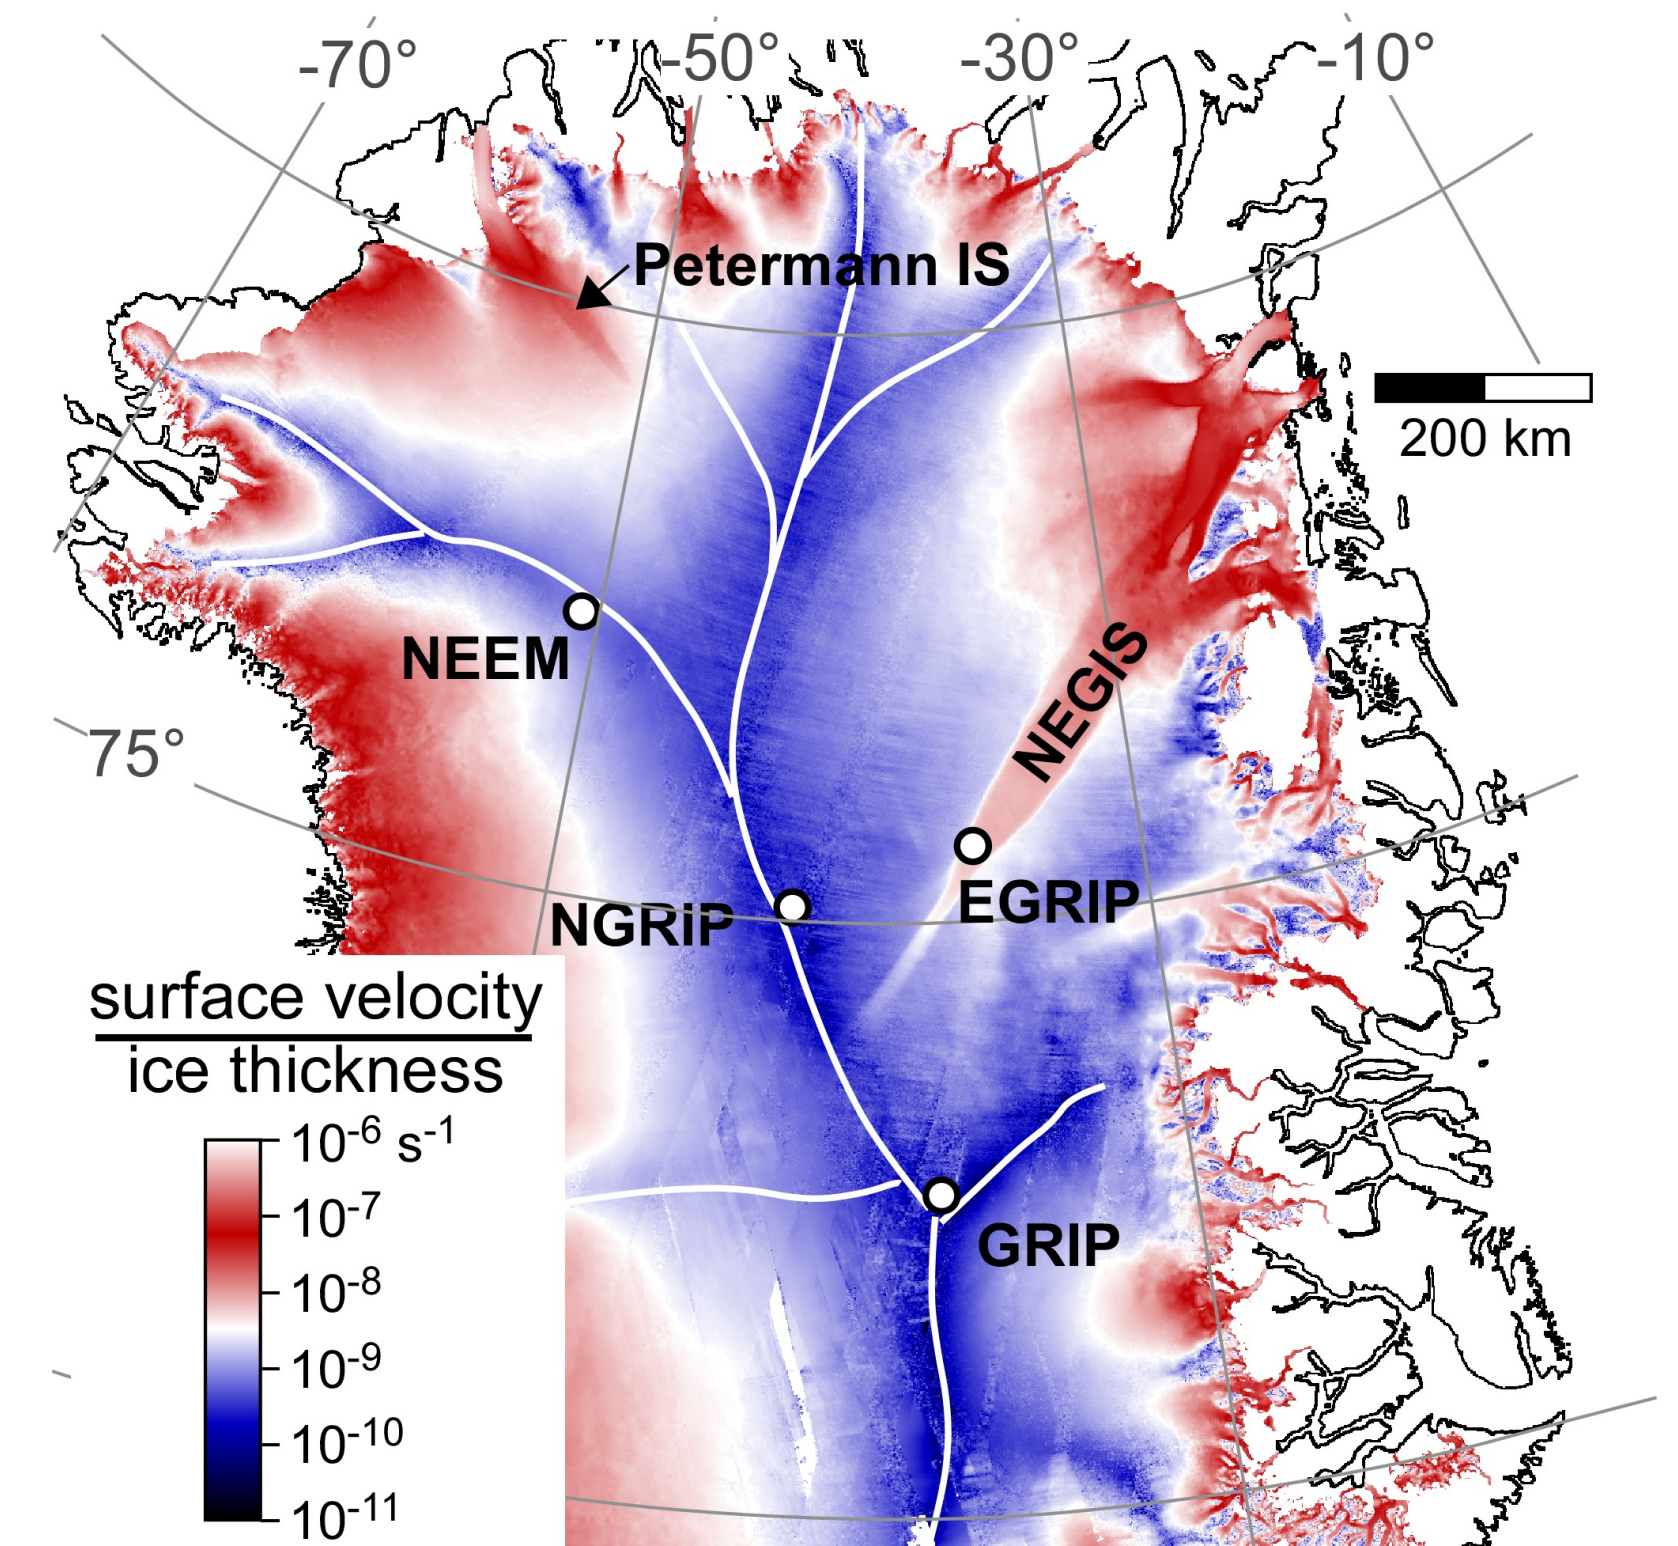 -70°
-50°
-30°
-10°
Petermann IS
200 km
NEEM
NEGIS
75°
EGRIP
NGRIP
surface velocity
ice thickness
10-6 s-1
10-7
10-8
10-9
10-10
10-11
GRIP